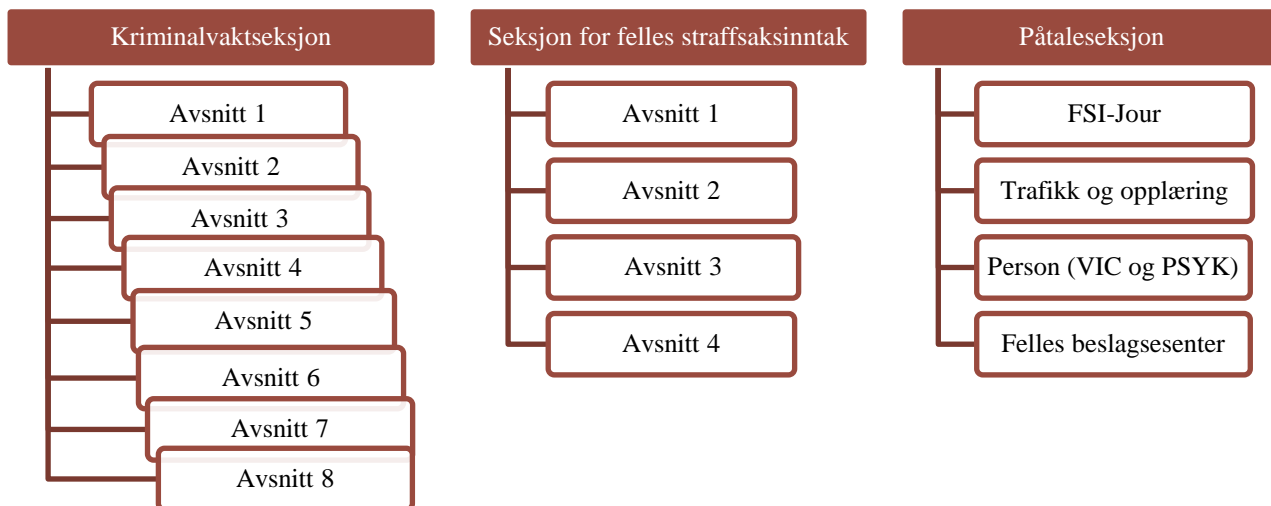 Kriminalvaktseksjon
Avsnitt 1
Avsnitt 2
Avsnitt 3
Avsnitt 4
Avsnitt 5
Avsnitt 6
Avsnitt 7
Avsnitt 8
Seksjon for felles straffsaksinntak
Avsnitt 1
Avsnitt 2
Avsnitt 3
Avsnitt 4
Påtaleseksjon
FSI-Jour
Trafikk og opplæring
Person (VIC og PSYK)
Felles beslagsesenter